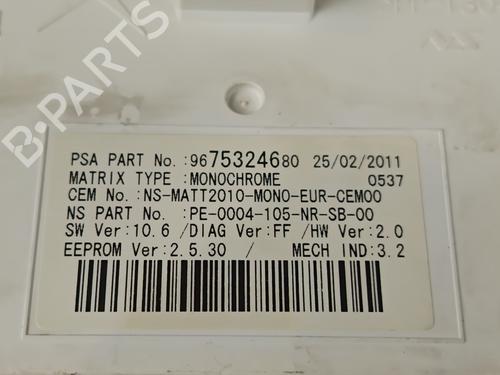 PSA PART No.:9675324680 25/02/2011
MATRIX TYPE :MONOCHROME 0537
CEM No.:NS-MATT2010-MONO-EUR-CEM00
NS PART No. :PE-0004-105-NR-SB-00
SW Ver:10.6 /DIAG Ver:FF /HW Ver:2.0
EEPROM Ver:2.5.30 / MECH IND:3.2
B-PARTS